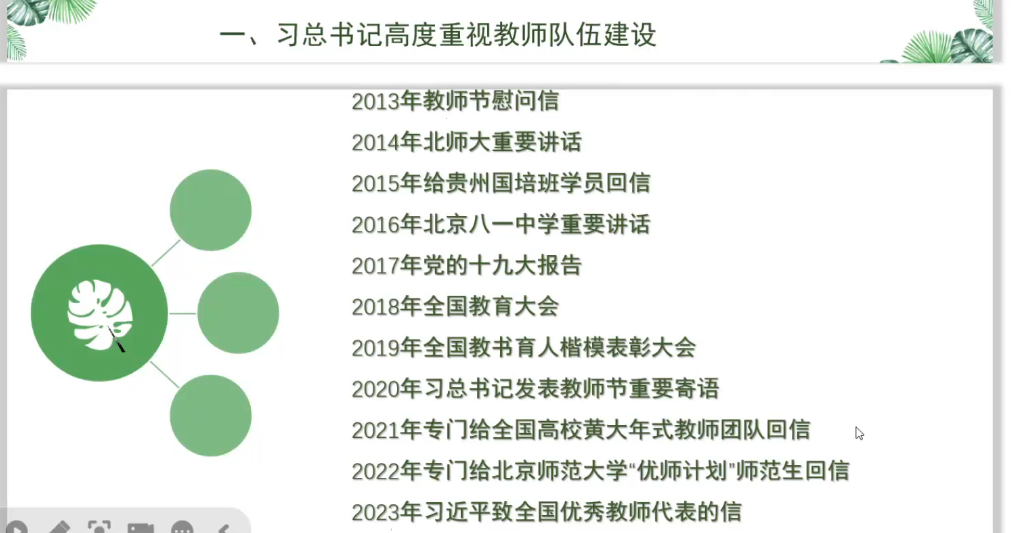 一、习总书记高度重视教师队伍建设
2013年教师节慰问信
2014年北师大重要讲话
2015年给贵州国培班学员回信
2016年北京八一中学重要讲话
2017年党的十九大报告
2018年全国教育大会
2019年全国教书育人楷模表彰大会
2020年习总书记发表教师节重要寄语
2021年专门给全国高校黄大年式教师团队回信
2022年专门给北京师范大学“优师计划”师范生回信
2023年习近平致全国优秀教师代表的信